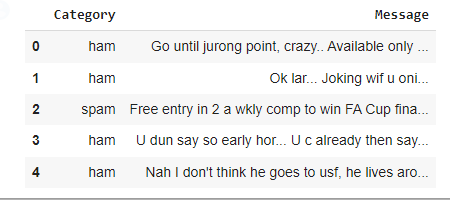 Category Message
0 ham Go until jurong point, crazy.. Available only ...
1 ham Ok lar... Joking wif u oni...
2 spam Free entry in 2 a wkly comp to win FA Cup fina...
3 ham U dun say so early hor... U c already then say...
4 ham Nah I don't think he goes to usf, he lives aro...